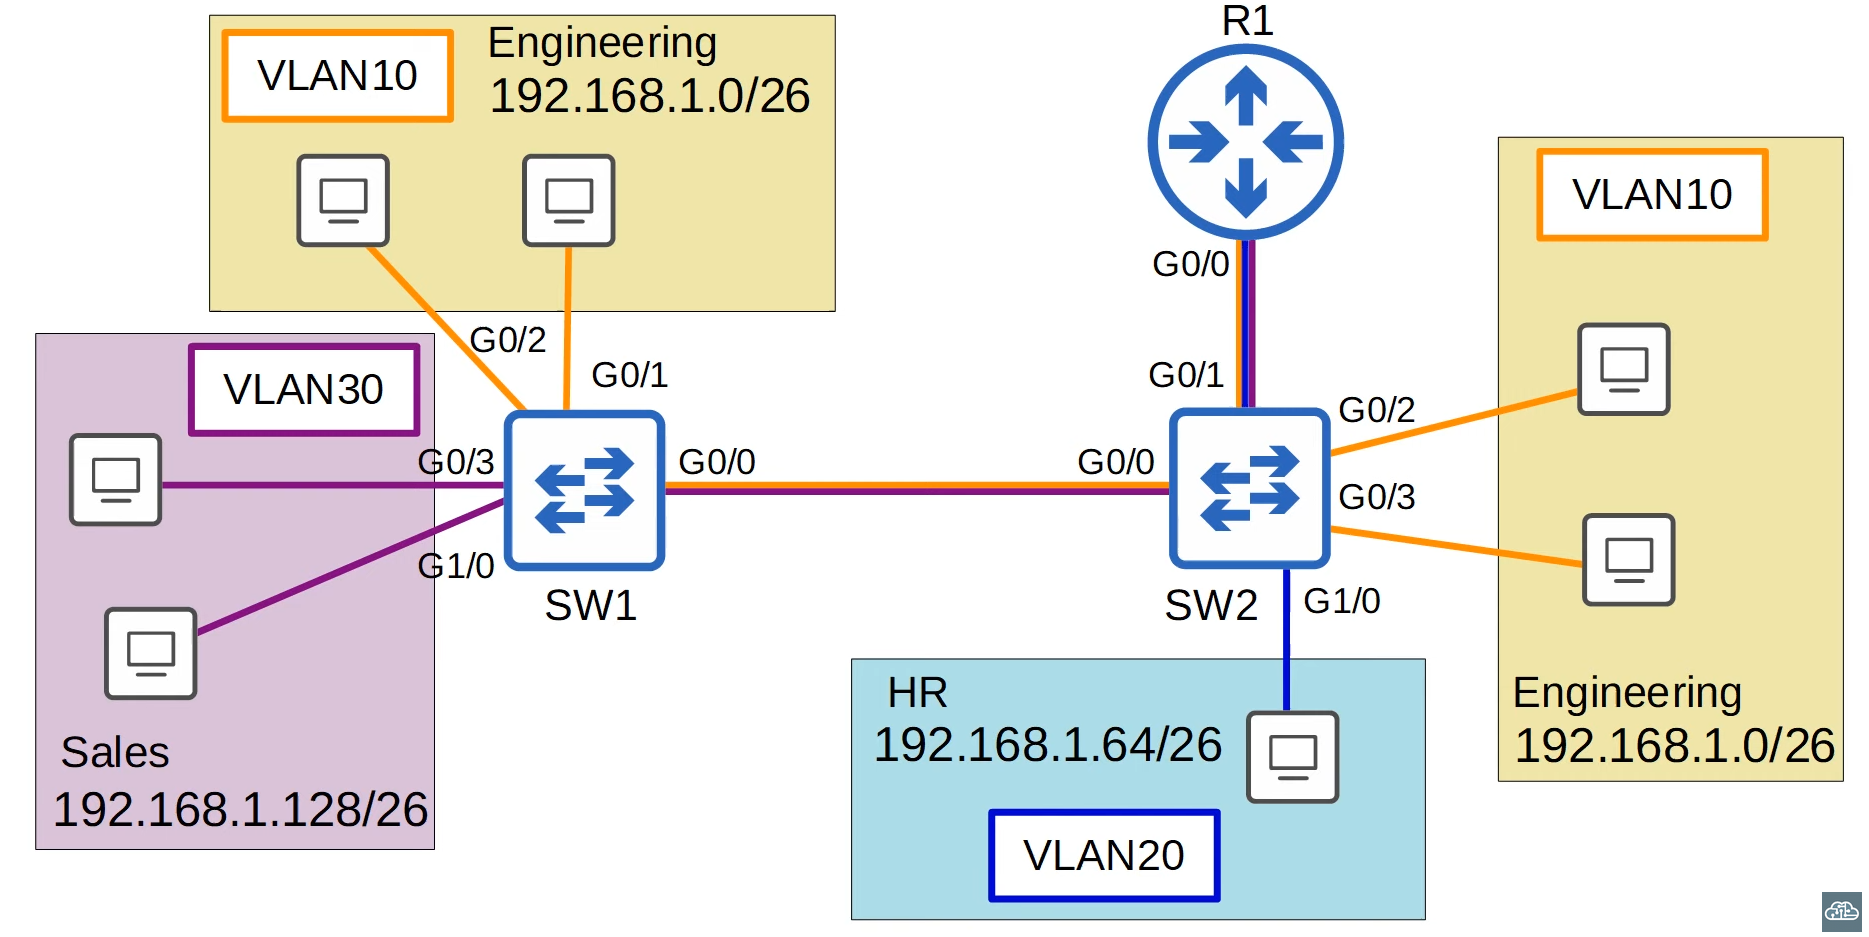 R1
VLAN10
Engineering
192.168.1.0/26
VLAN10
G0/0
G0/2
G0/1
G0/1
VLAN30
G0/2
G0/3
G0/0
G0/0
G0/3
G1/0
SW1
SW2
G1/0
HR
192.168.1.64/26
VLAN20
Engineering
192.168.1.0/26
Sales
192.168.1.128/26